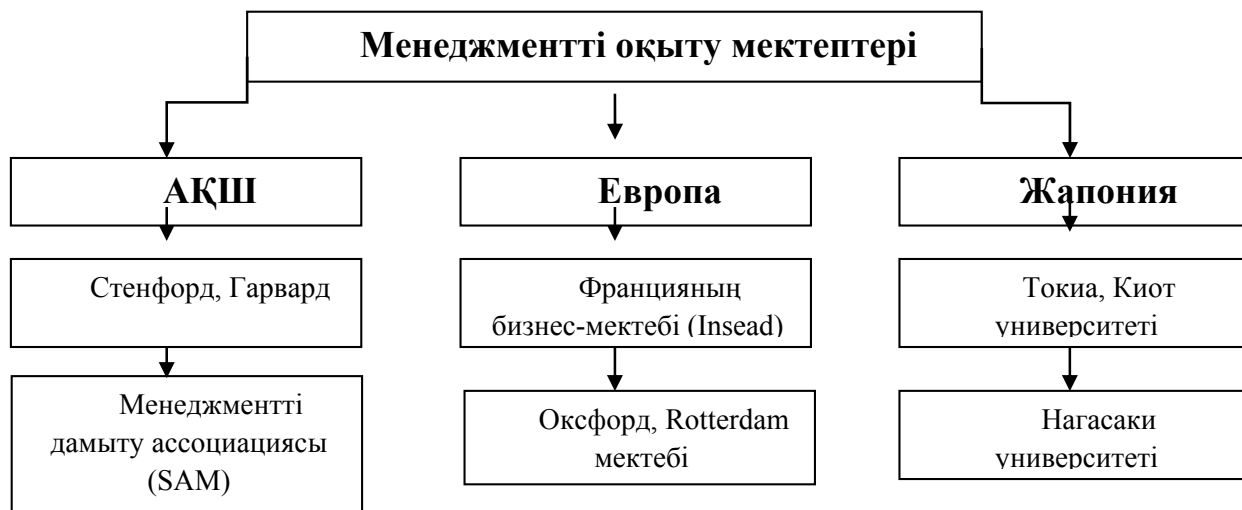 Менеджментті оқыту мектептері
АҚШ
Европа
Жапония
Стенфорд, Гарвард
Францияның
бизнес-мектебі (Insead)
Токиа, Киот
университеті
Менеджментті
дамыту ассоциациясы
(SAM)
Оксфорд, Rotterdam
мектебі
Нагасаки
университеті